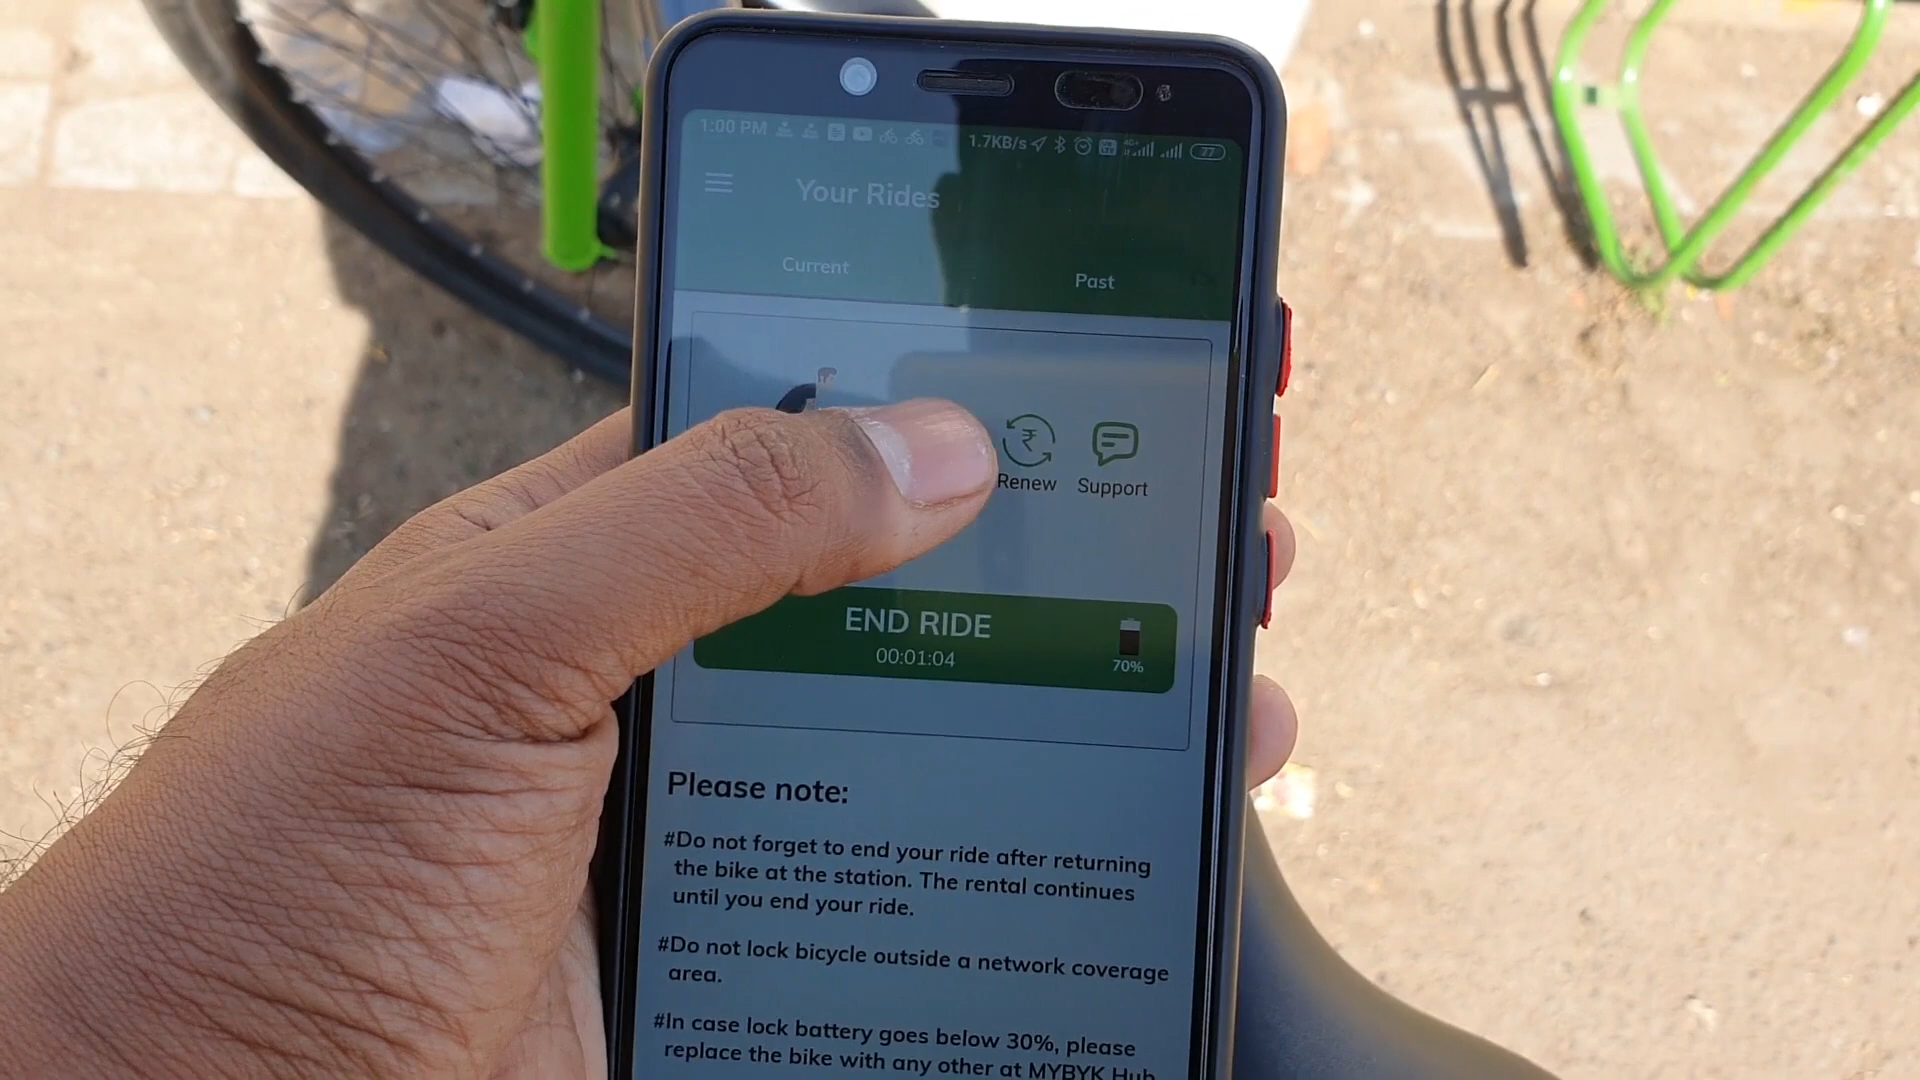 1:00 PM
1.7KB/s
77
Your Rides
Current
Past
Renew
Support
END RIDE
00:01:04
70%
Please note:
#Do not forget to end your ride after returning
the bike at the station. The rental continues
until you end your ride.
#Do not lock bicycle outside a network coverage
area.
#In case lock battery goes below 30%, please
replace the bike with any other at MYBYK Hub